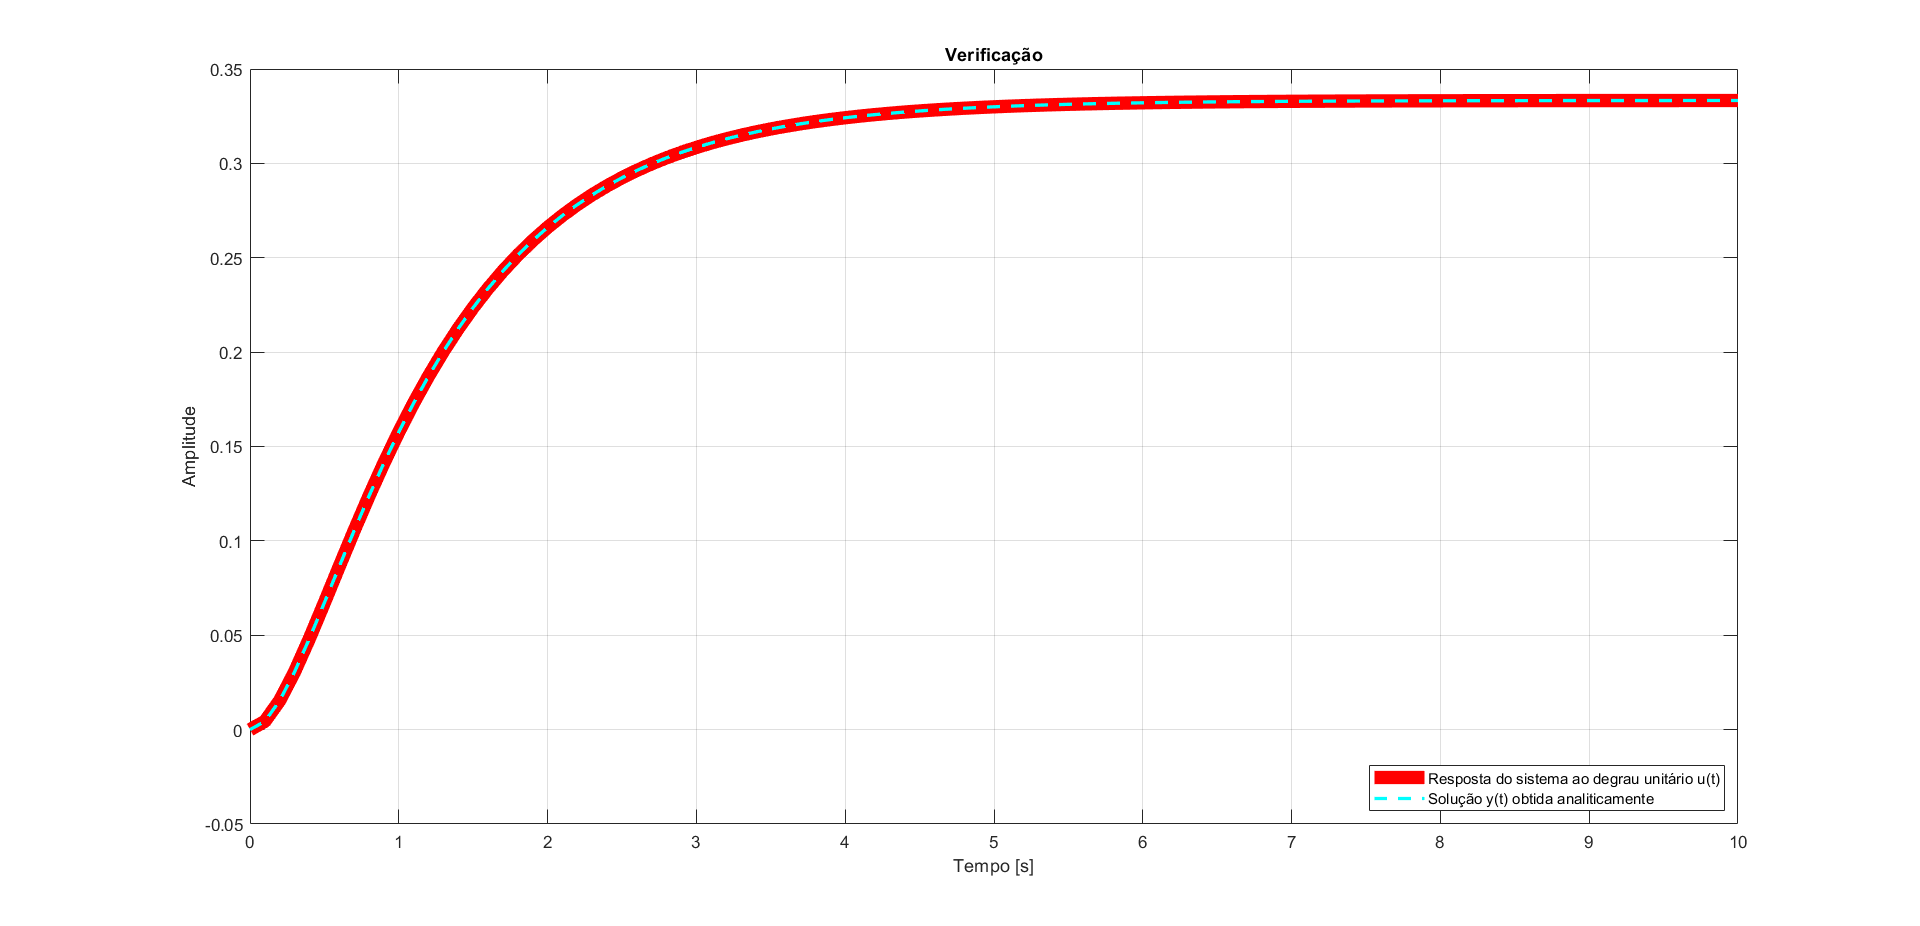 Verificação
0.35
0.3
0.25
0.2
0.15
0.1
0.05
0
-0.05
Amplitude
0 1 2 3 4 5 6 7 8 9 10
Tempo [s]
Resposta do sistema ao degrau unitário u(t)
Solução y(t) obtida analiticamente